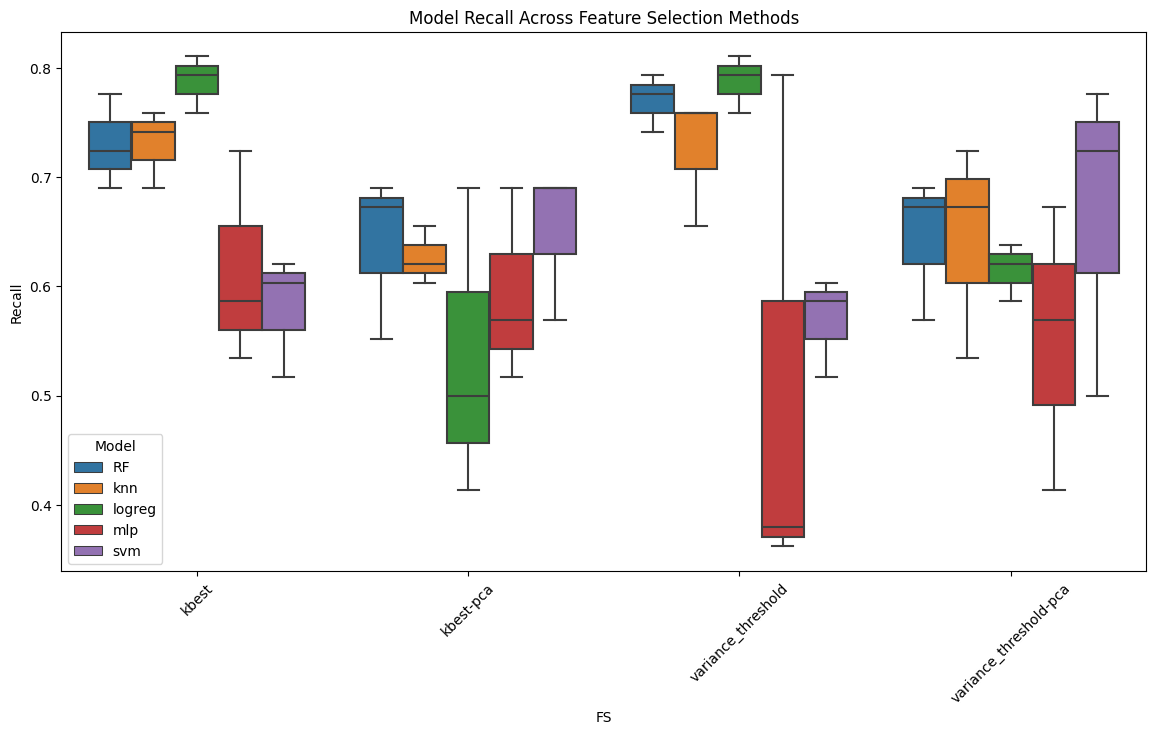 Model Recall Across Feature Selection Methods
Recall
0.8
0.7
0.6
0.5
0.4
Model
RF
knn
logreg
mlp
svm
kbest
kbest-pca
variance_threshold
variance_threshold-pca
FS